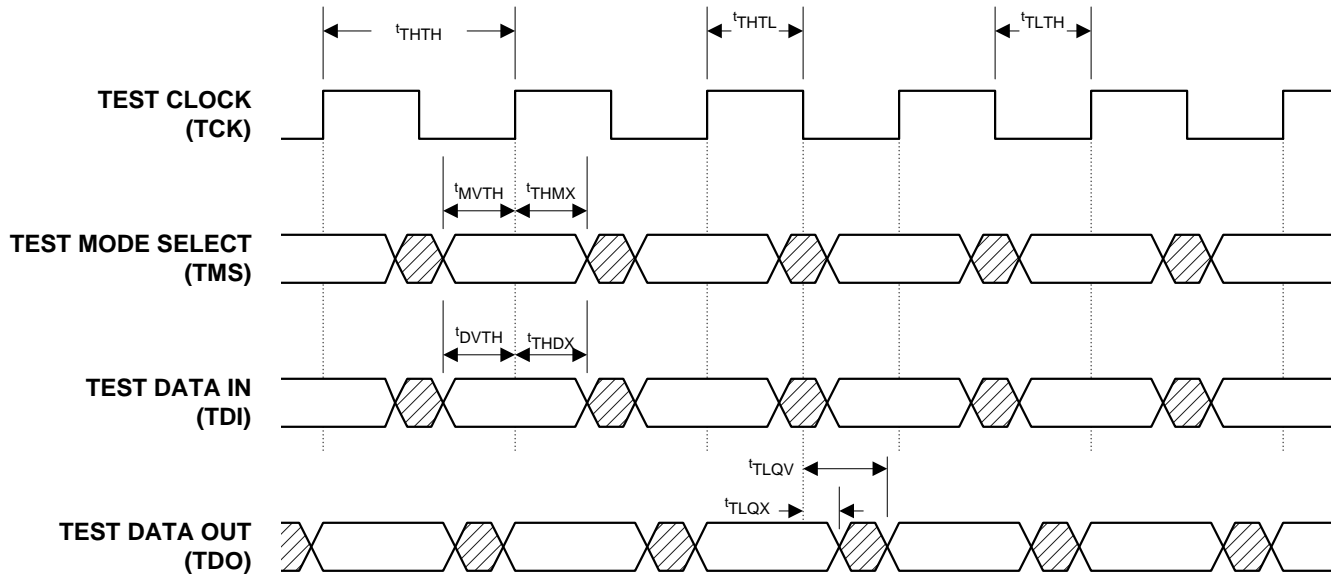 tTHTH
tTHTL
tTLTH
TEST CLOCK
(TCK)
tMVTH
tTHMX
TEST MODE SELECT
(TMS)
tDVTH
tTHDX
TEST DATA IN
(TDI)
tTLQV
tTLQX
TEST DATA OUT
(TDO)